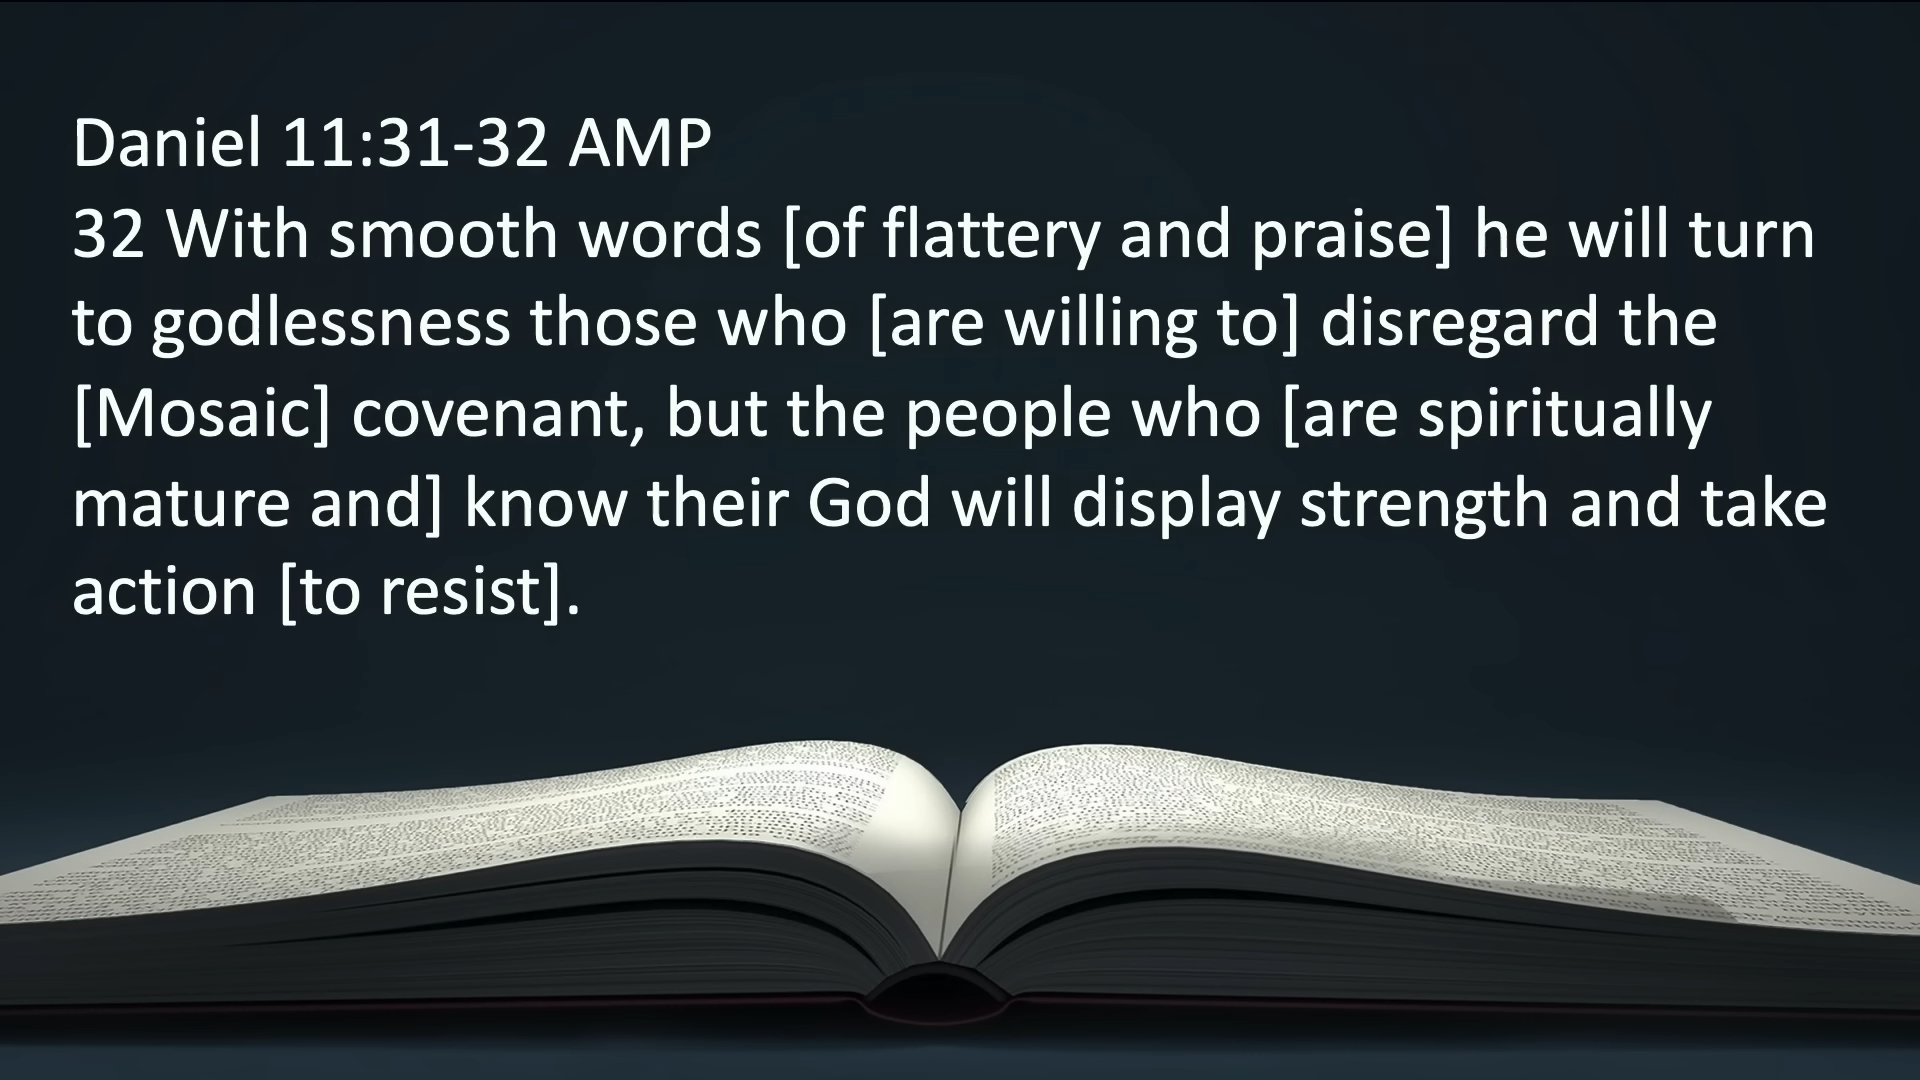 Daniel 11:31-32 AMP
32 With smooth words [of flattery and praise] he will turn
to godlessness those who [are willing to] disregard the
[Mosaic] covenant, but the people who [are spiritually
mature and] know their God will display strength and take
action [to resist].